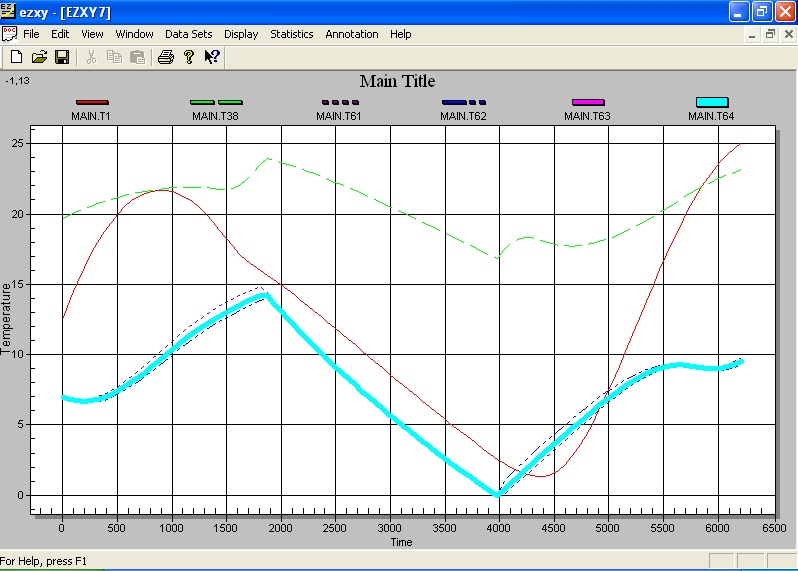 EZ
ezxy - [EZXY7]
DOC File Edit View Window Data Sets Display Statistics Annotation Help
-1,13
Main Title
MAIN.T1 MAIN.T38 MAIN.T61 MAIN.T62 MAIN.T63 MAIN.T64
25
20
15
10
5
0
Temperature
0 500 1000 1500 2000 2500 3000 3500 4000 4500 5000 5500 6000 6500
Time
For Help, press F1